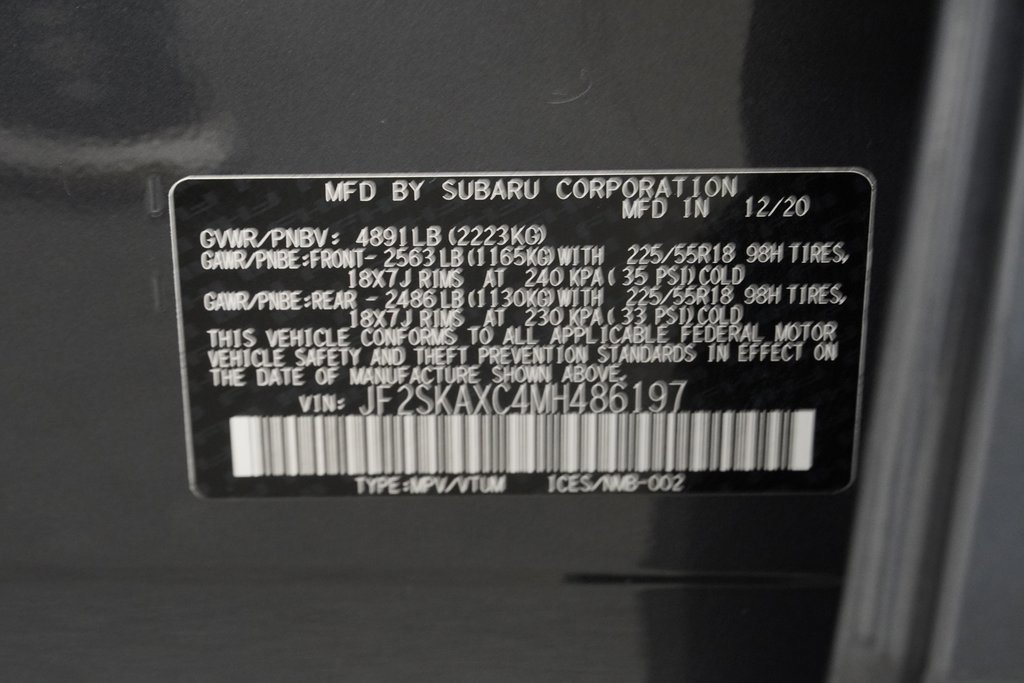 MFD BY SUBARU CORPORATION
MFD IN 12/20
GVWR/PNBV: 4891LB (2223KG)
GAWR/PNBE:FRONT- 2563LB (1165KG) WITH 225/55R18 98H TIRES,
18X7J RIMS AT 240 KPA ( 35 PSI) COLD
GAWR/PNBE:REAR - 2486LB (1130KG) WITH 225/55R18 98H TIRES,
18X7J RIMS AT 230 KPA ( 33 PSI) COLD
THIS VEHICLE CONFORMS TO ALL APPLICABLE FEDERAL MOTOR
VEHICLE SAFETY AND THEFT PREVENTION STANDARDS IN EFFECT ON
THE DATE OF MANUFACTURE SHOWN ABOVE.
VIN: JF2SKAXC4MH486197
TYPE:MPV/VTUM ICES/NMB-002